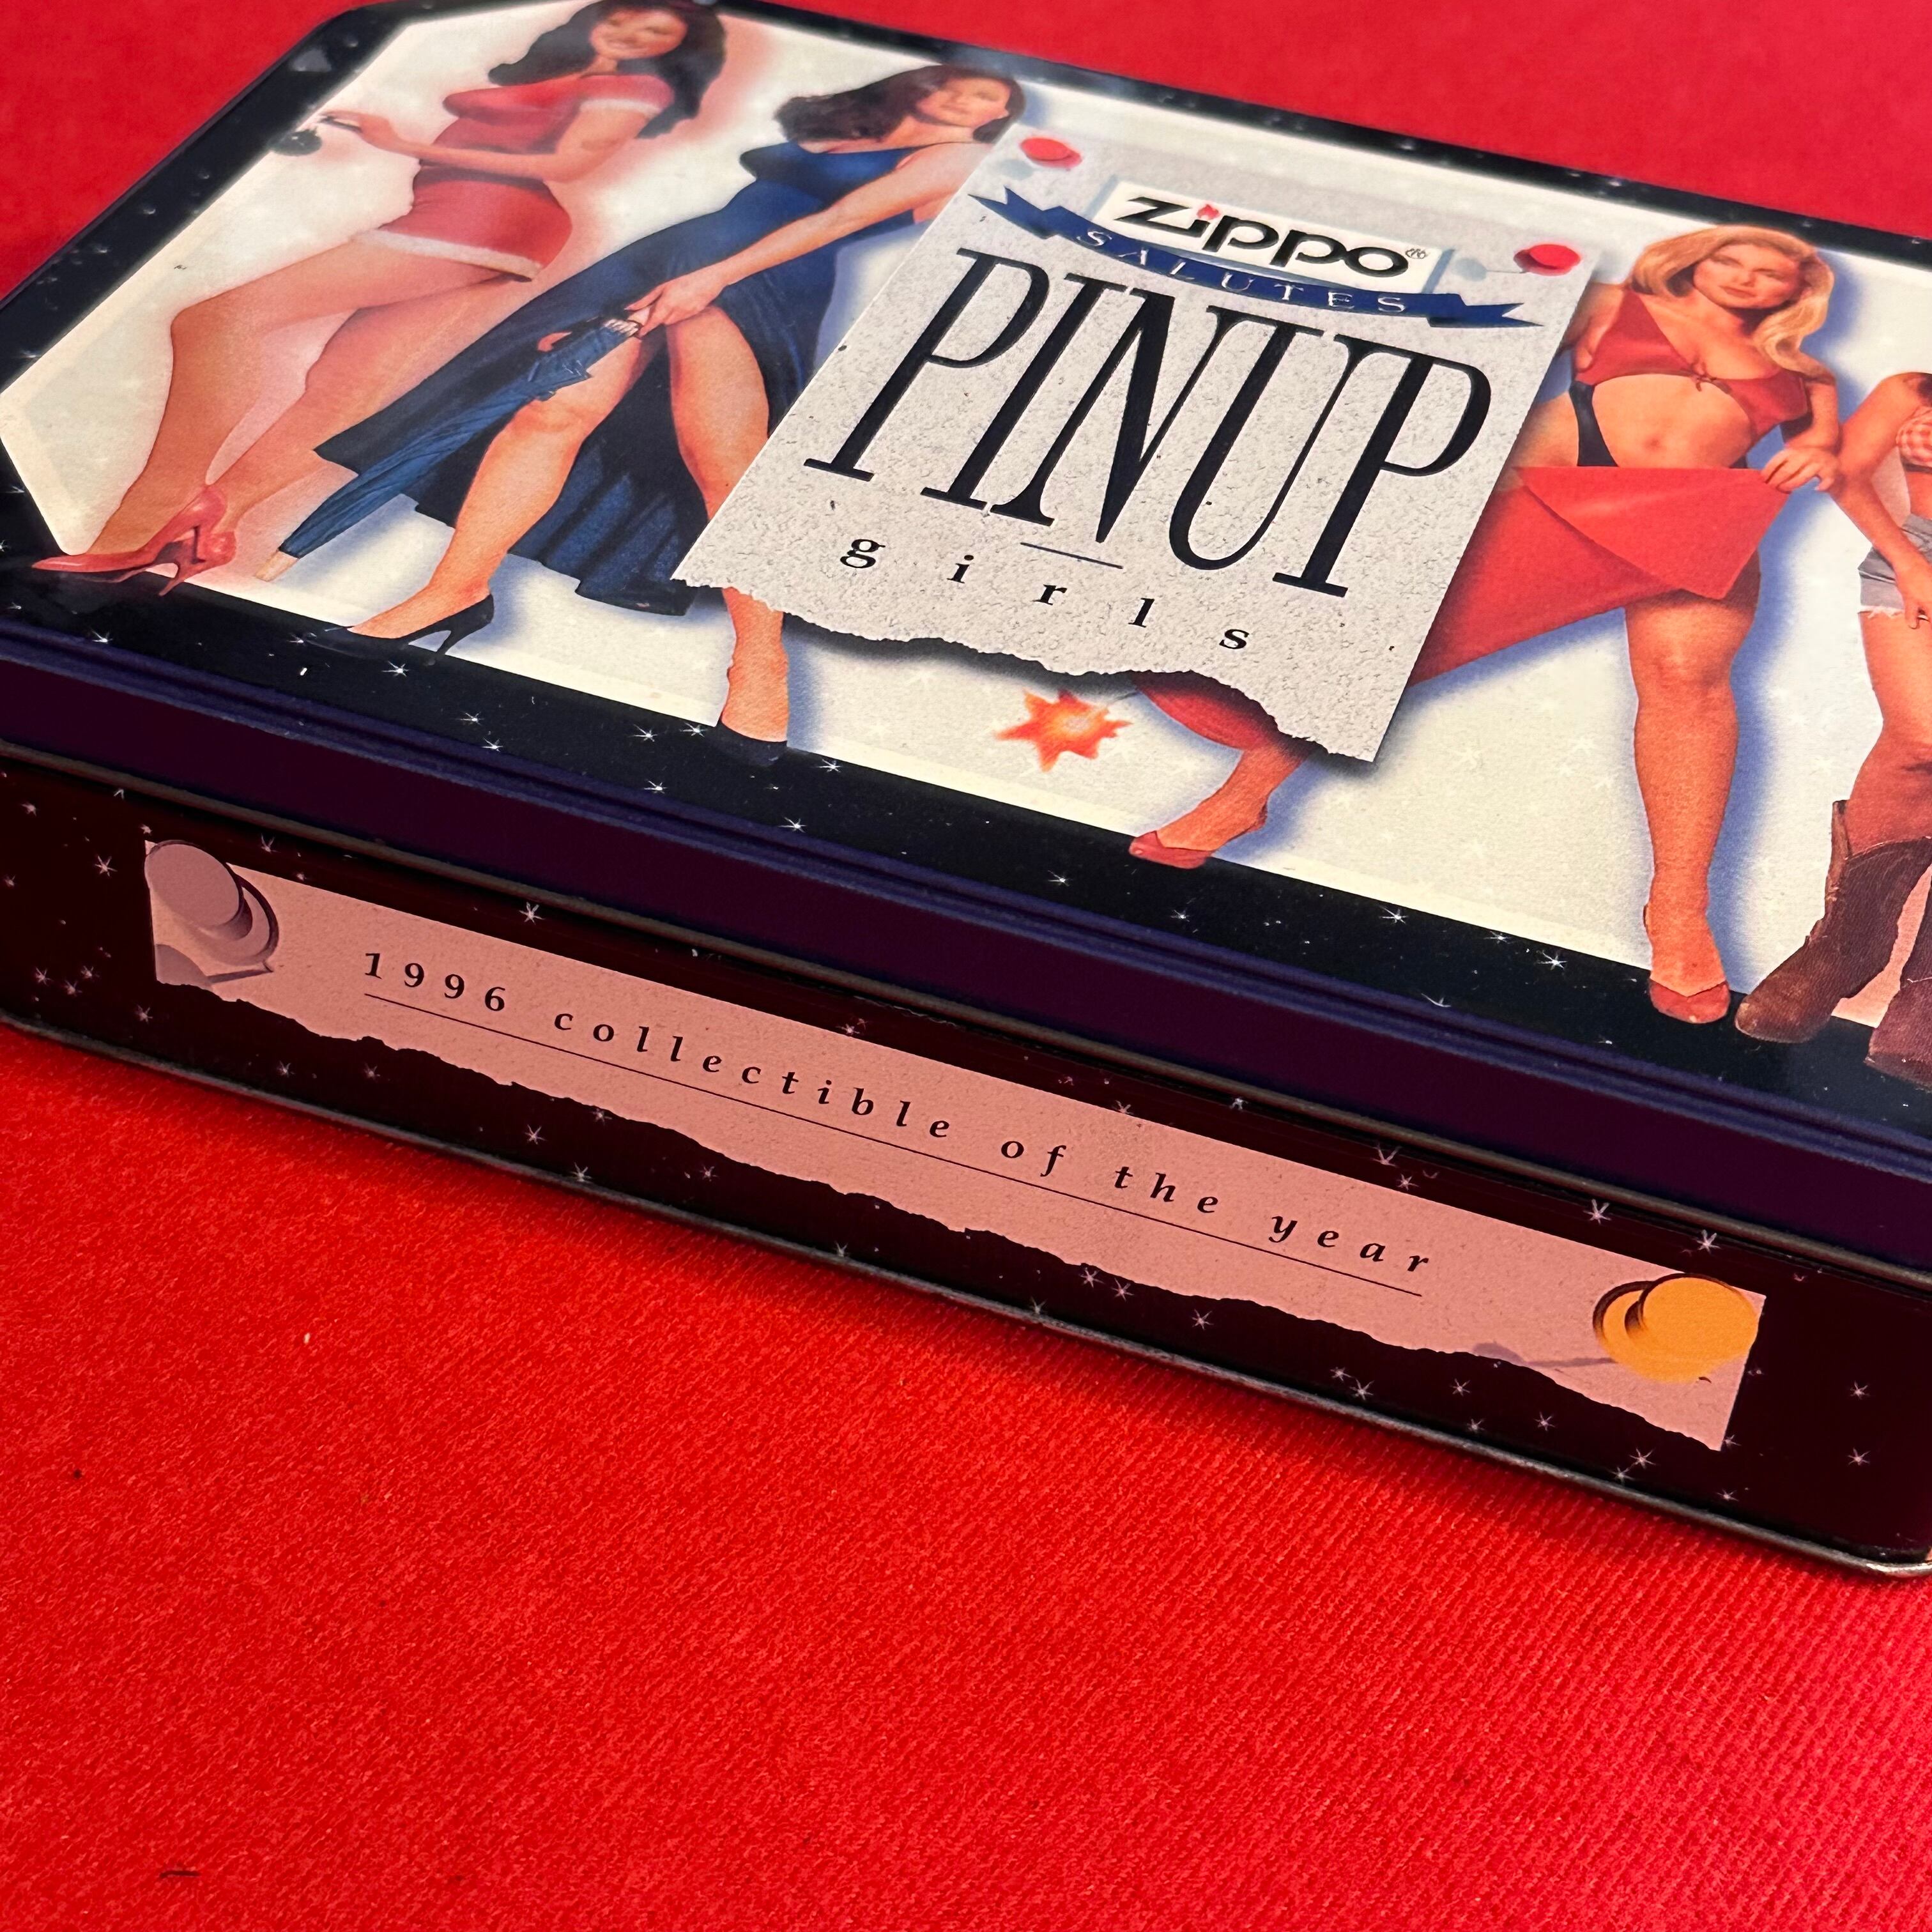 zippo®
SALUTES
PINUP
girls
1996 collectible of the year